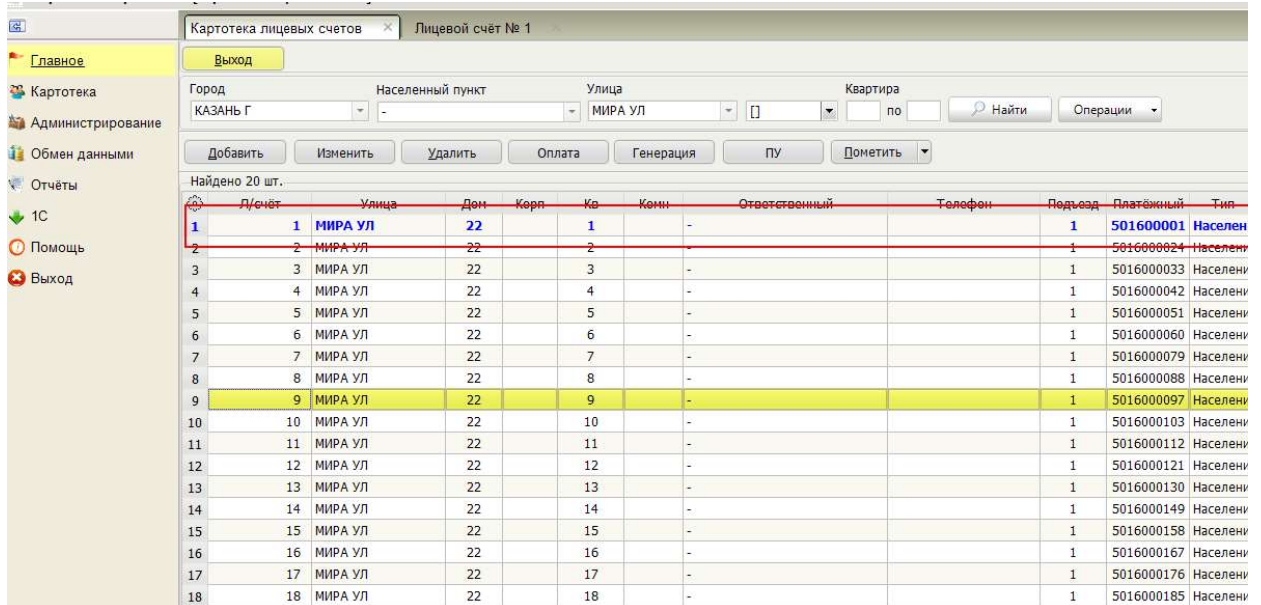 Картотека лицевых счетов × Лицевой счёт № 1 ×
Главное
Картотека
Администрирование
Обмен данными
Отчёты
1С
Помощь
Выход
Выход
Город Населенный пункт Улица Квартира
КАЗАНЬ Г - МИРА УЛ [] по Найти Операции
Добавить Изменить Удалить Оплата Генерация ПУ Пометить
Найдено 20 шт.
Л/счёт Улица Дом Корп Кв Комн Ответственный Телефон Подъезд Платёжный Тип
1 1 МИРА УЛ 22 1 - 1 501600001 Населен
2 2 МИРА УЛ 22 2 - 1 5016000024 Населени
3 3 МИРА УЛ 22 3 - 1 5016000033 Населени
4 4 МИРА УЛ 22 4 - 1 5016000042 Населени
5 5 МИРА УЛ 22 5 - 1 5016000051 Населени
6 6 МИРА УЛ 22 6 - 1 5016000060 Населени
7 7 МИРА УЛ 22 7 - 1 5016000079 Населени
8 8 МИРА УЛ 22 8 - 1 5016000088 Населени
9 9 МИРА УЛ 22 9 - 1 5016000097 Населени
10 10 МИРА УЛ 22 10 - 1 5016000103 Населени
11 11 МИРА УЛ 22 11 - 1 5016000112 Населени
12 12 МИРА УЛ 22 12 - 1 5016000121 Населени
13 13 МИРА УЛ 22 13 - 1 5016000130 Населени
14 14 МИРА УЛ 22 14 - 1 5016000149 Населени
15 15 МИРА УЛ 22 15 - 1 5016000158 Населени
16 16 МИРА УЛ 22 16 - 1 5016000167 Населени
17 17 МИРА УЛ 22 17 - 1 5016000176 Населени
18 18 МИРА УЛ 22 18 - 1 5016000185 Населени